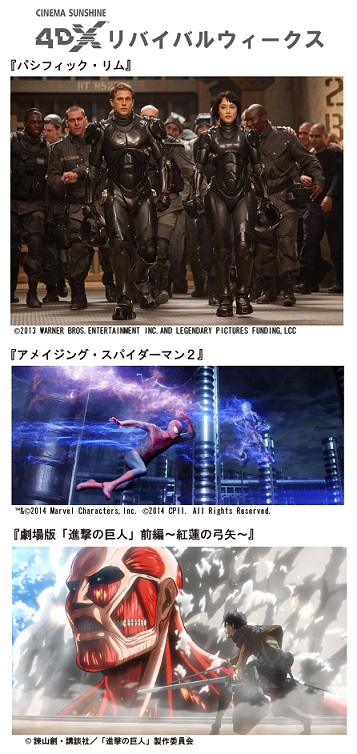 CINEMA SUNSHINE
4DX® リバイバルウィークス
『パシフィック・リム』
©2013 WARNER BROS. ENTERTAINMENT INC. AND LEGENDARY PICTURES FUNDING, LCC
『アメイジング・スパイダーマン２』
™&©2014 Marvel Characters, Inc. ©2014 CPII. All Rights Reserved.
『劇場版「進撃の巨人」前編～紅蓮の弓矢～』
© 諫山創・講談社／「進撃の巨人」製作委員会